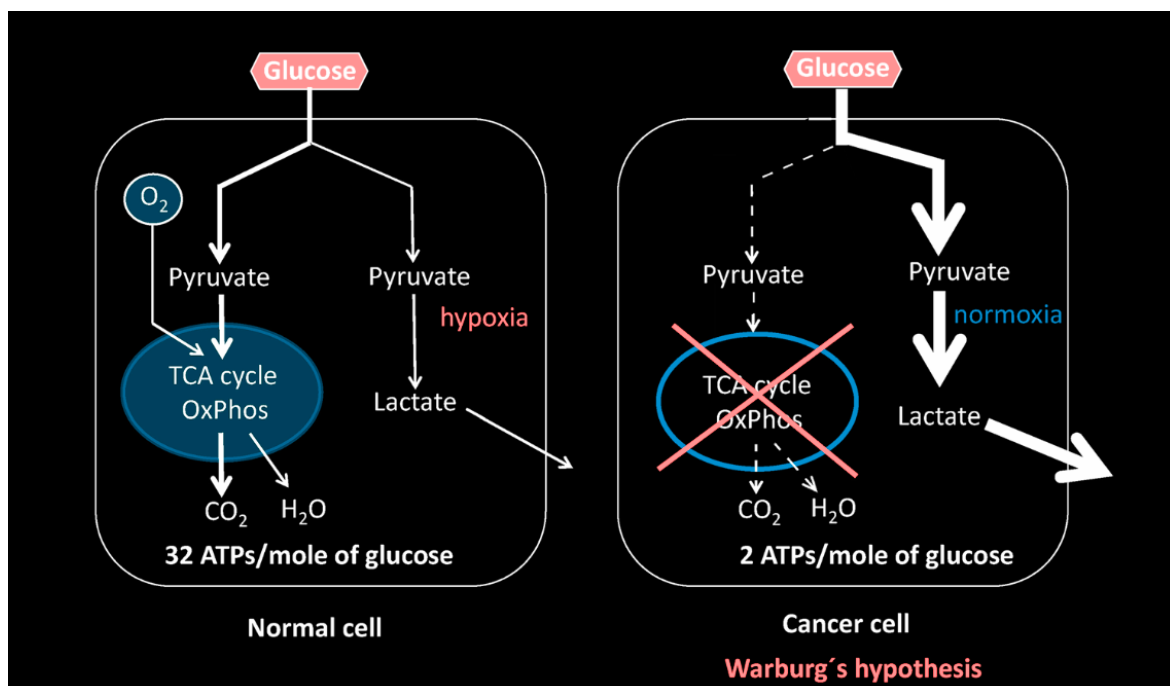 Glucose
O₂
Pyruvate
Pyruvate
hypoxia
TCA cycle
OxPhos
Lactate
CO₂
H₂O
32 ATPs/mole of glucose
Normal cell
Glucose
Pyruvate
Pyruvate
normoxia
TCA cycle
OxPhos
Lactate
CO₂
H₂O
2 ATPs/mole of glucose
Cancer cell
Warburg´s hypothesis